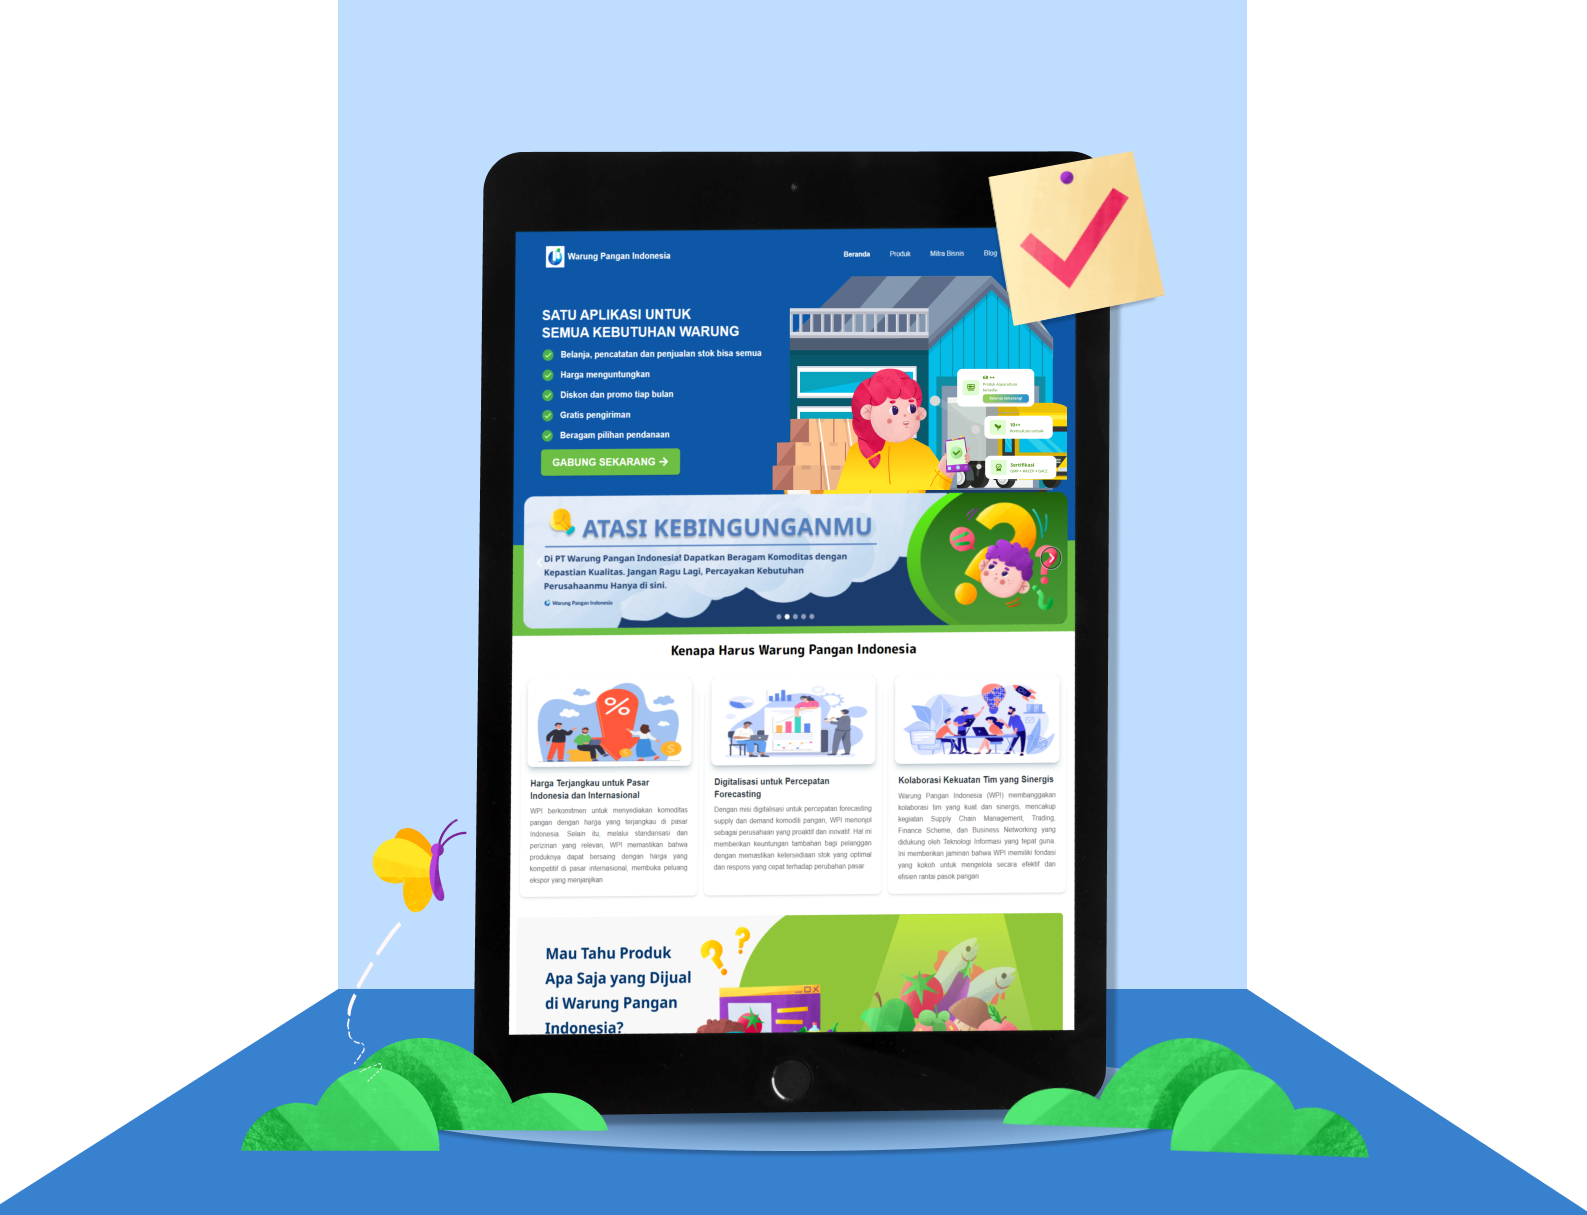 Warung Pangan Indonesia
Beranda Produk Mitra Bisnis Blog
SATU APLIKASI UNTUK
SEMUA KEBUTUHAN WARUNG
Belanja, pencatatan dan penjualan stok bisa semua
Harga menguntungkan
Diskon dan promo tiap bulan
Gratis pengiriman
Beragam pilihan pendanaan
GABUNG SEKARANG →
68 ++
10++
Sertifikasi
ATASI KEBINGUNGANMU
Di PT Warung Pangan Indonesia! Dapatkan Beragam Komoditas dengan
Kepastian Kualitas. Jangan Ragu Lagi, Percayakan Kebutuhan
Perusahaanmu Hanya di sini.
Warung Pangan Indonesia
Kenapa Harus Warung Pangan Indonesia
%
$
Harga Terjangkau untuk Pasar
Indonesia dan Internasional
WPI berkomitmen untuk menyediakan komoditas
pangan dengan harga yang terjangkau di pasar
Indonesia. Selain itu, melalui standarisasi dan
perizinan yang relevan, WPI memastikan bahwa
produknya dapat bersaing dengan harga yang
kompetitif di pasar internasional, membuka peluang
ekspor yang menjanjikan
Digitalisasi untuk Percepatan
Forecasting
Dengan misi digitalisasi untuk percepatan forecasting
supply dan demand komoditi pangan, WPI menonjol
sebagai perusahaan yang proaktif dan inovatif. Hal ini
memberikan keuntungan tambahan bagi pelanggan
dengan memastikan ketersediaan stok yang optimal
dan respons yang cepat terhadap perubahan pasar
Kolaborasi Kekuatan Tim yang Sinergis
Warung Pangan Indonesia (WPI) membanggakan
kolaborasi tim yang kuat dan sinergis, mencakup
kegiatan Supply Chain Management, Trading,
Finance Scheme, dan Business Networking yang
didukung oleh Teknologi Informasi yang tepat guna.
Ini memberikan jaminan bahwa WPI memiliki fondasi
yang kokoh untuk mengelola secara efektif dan
efisien rantai pasok pangan
Mau Tahu Produk
Apa Saja yang Dijual
di Warung Pangan
Indonesia?